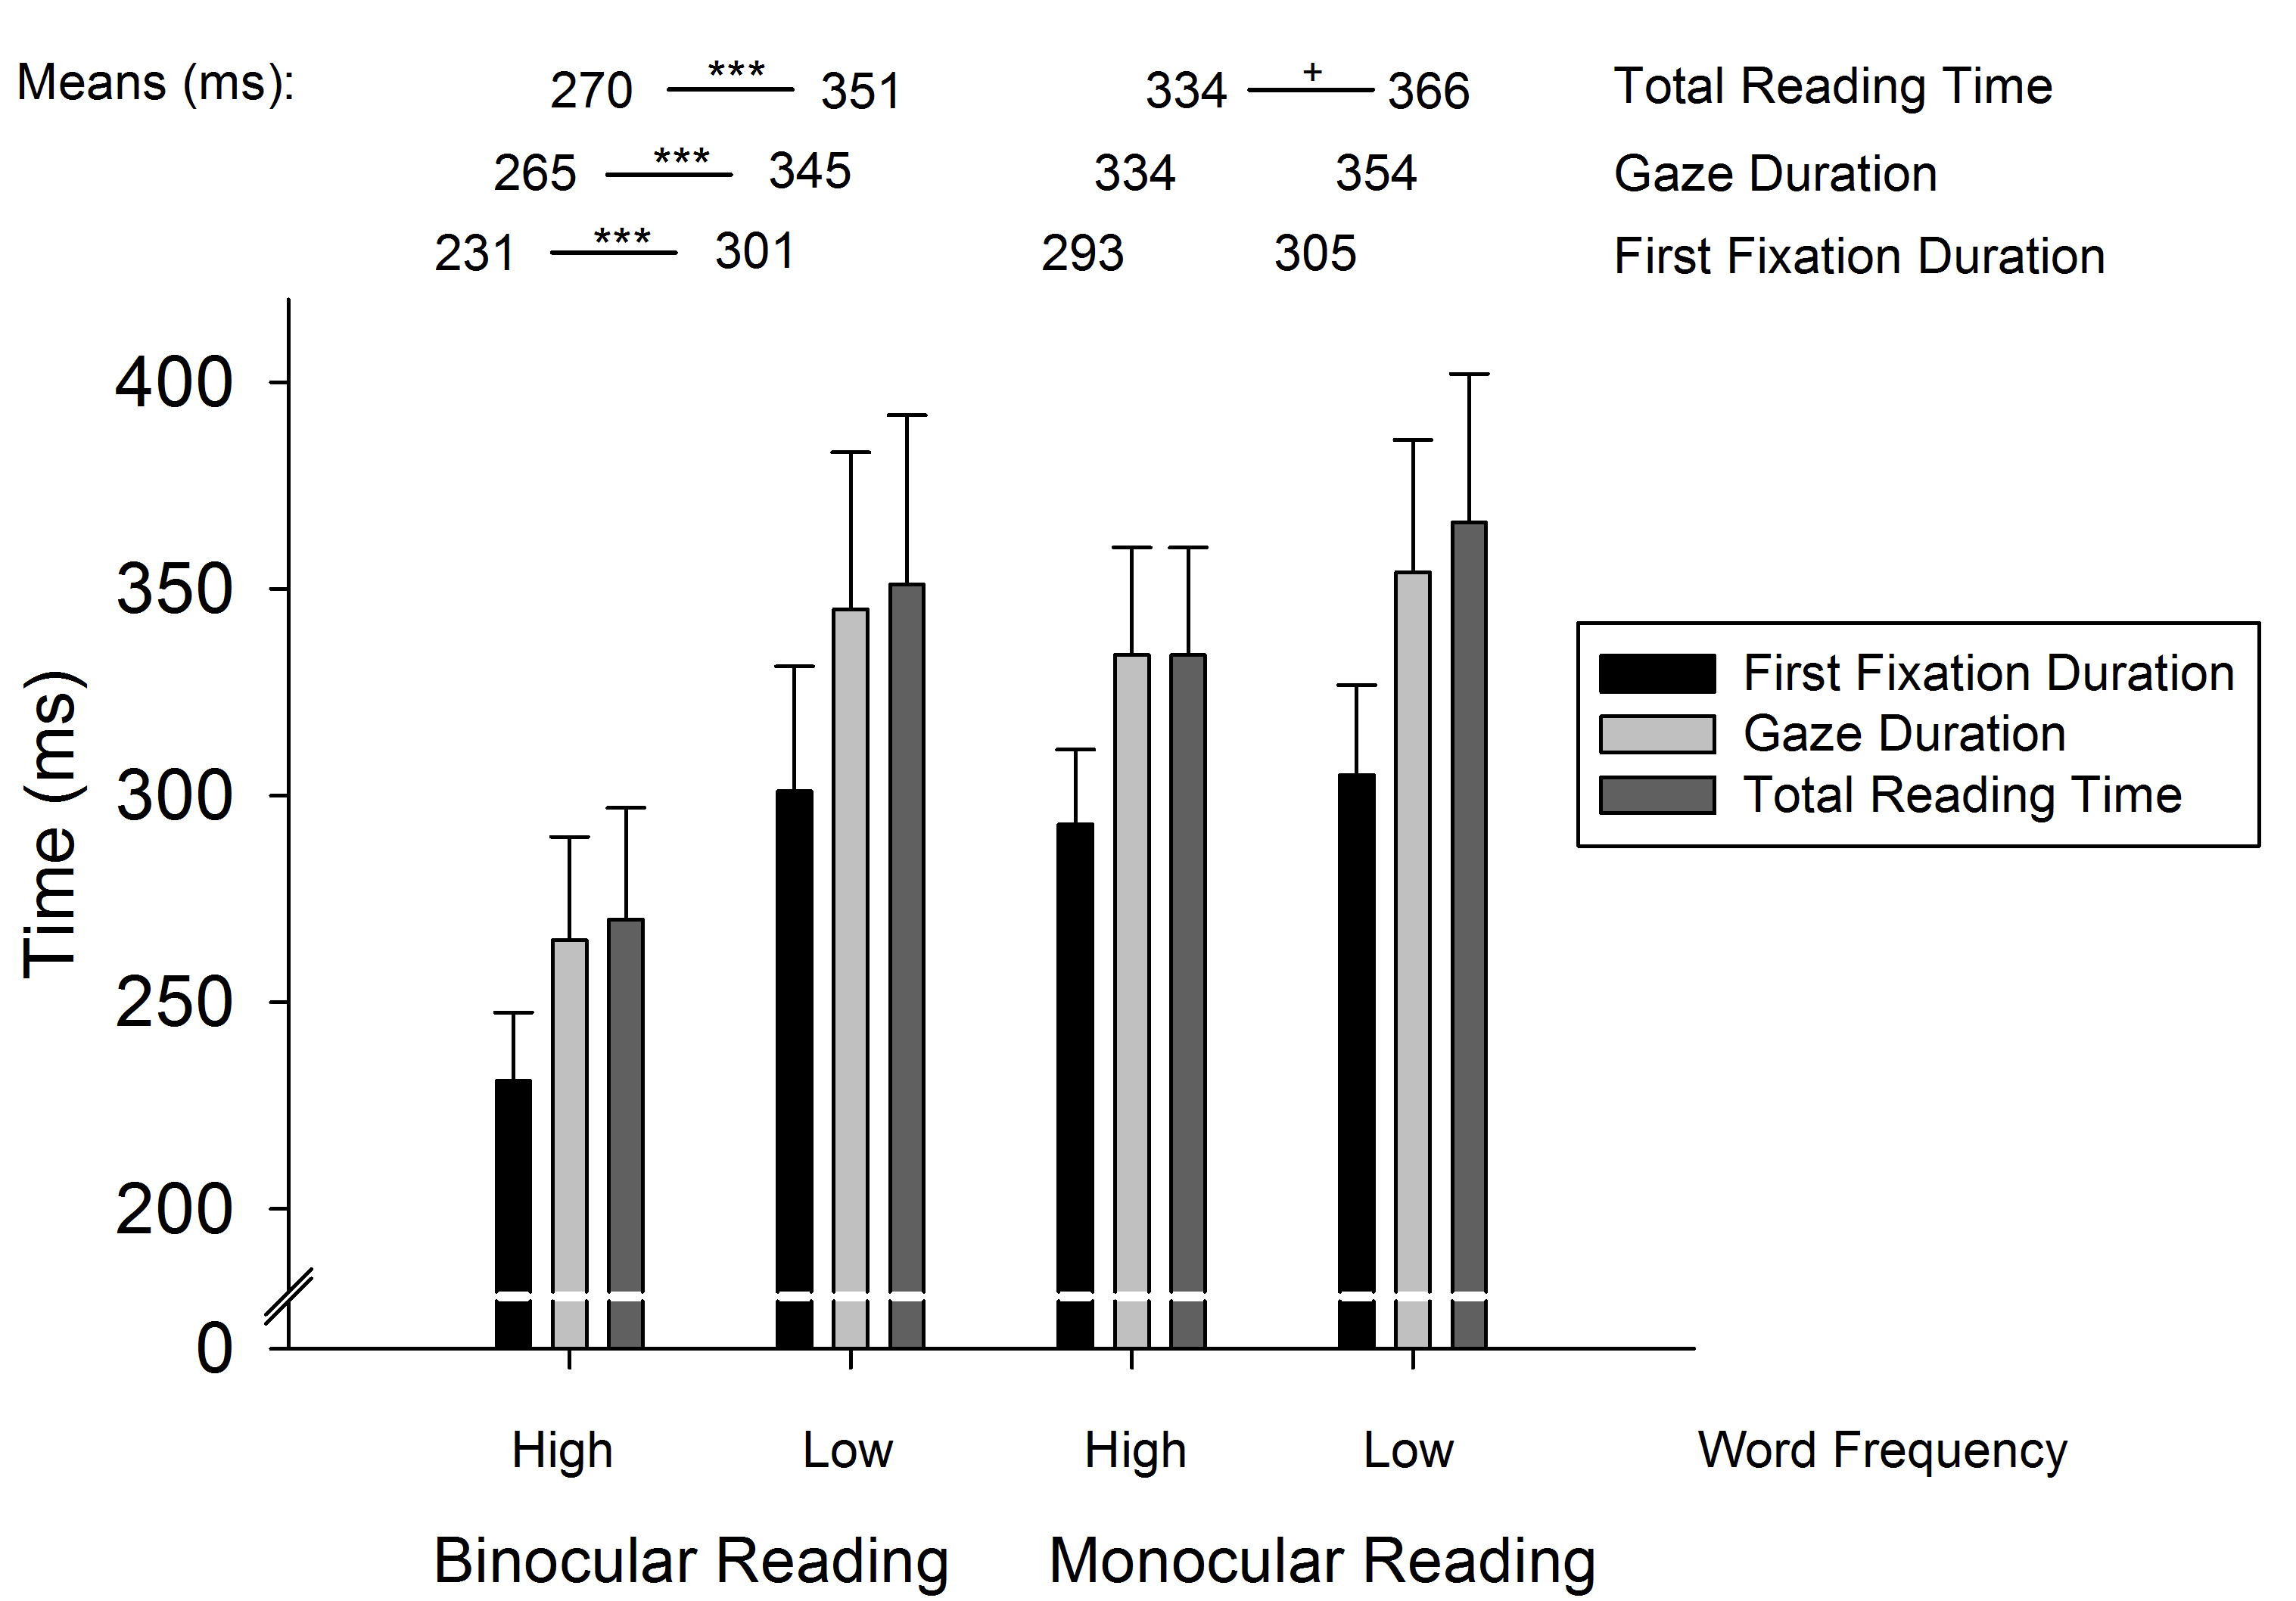 Means (ms): 270 *** 351 334 + 366 Total Reading Time
265 *** 345 334 354 Gaze Duration
231 *** 301 293 305 First Fixation Duration
400
350
300
250
200
0
Time (ms)
First Fixation Duration
Gaze Duration
Total Reading Time
High Low High Low Word Frequency
Binocular Reading Monocular Reading